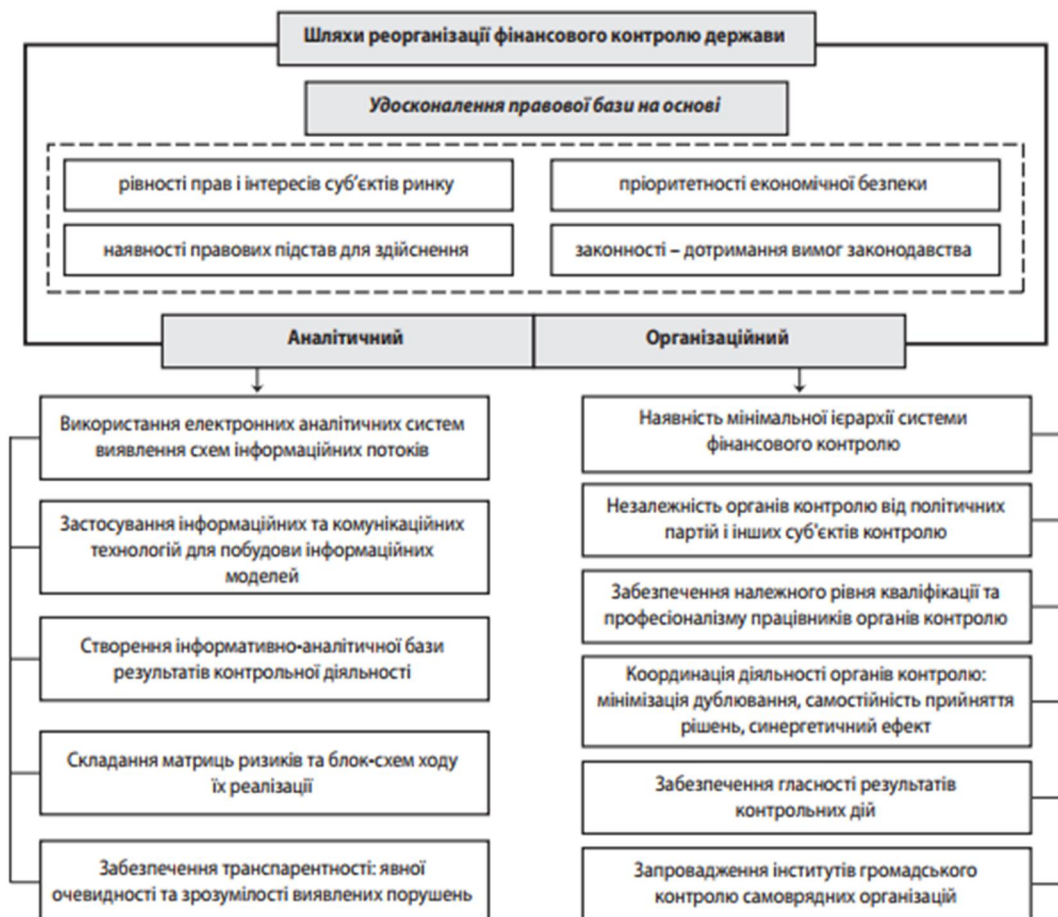 Шляхи реорганізації фінансового контролю держави
Удосконалення правової бази на основі
рівності прав і інтересів суб’єктів ринку
пріоритетності економічної безпеки
наявності правових підстав для здійснення
законності – дотримання вимог законодавства
Аналітичний
Організаційний
Використання електронних аналітичних систем
виявлення схем інформаційних потоків
Застосування інформаційних та комунікаційних
технологій для побудови інформаційних
моделей
Створення інформативно-аналітичної бази
результатів контрольної діяльності
Складання матриць ризиків та блок-схем ходу
їх реалізації
Забезпечення транспарентності: явної
очевидності та зрозумілості виявлених порушень
Наявність мінімальної ієрархії системи
фінансового контролю
Незалежність органів контролю від політичних
партій і інших суб’єктів контролю
Забезпечення належного рівня кваліфікації та
професіоналізму працівників органів контролю
Координація діяльності органів контролю:
мінімізація дублювання, самостійність прийняття
рішень, синергетичний ефект
Забезпечення гласності результатів
контрольних дій
Запровадження інститутів громадського
контролю самоврядних організацій